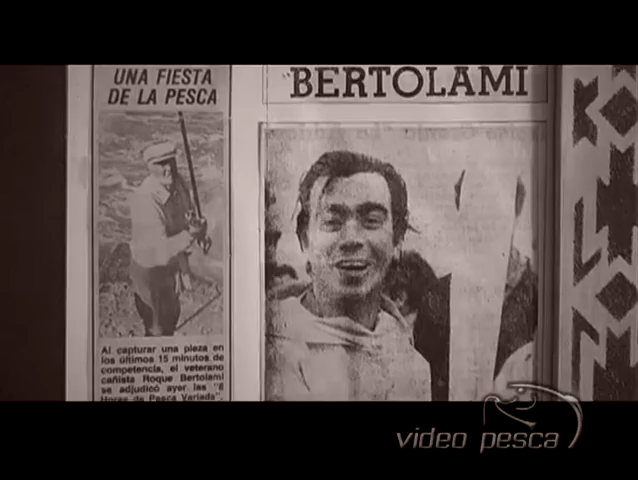 UNA FIESTA
DE LA PESCA
BERTOLAMI
Al capturar una pieza en
los últimos 15 minutos de
competencia, el veterano
cañista Roque Bertolami
se adjudicó ayer las "6
Horas de Pesca Variada".
video pesca